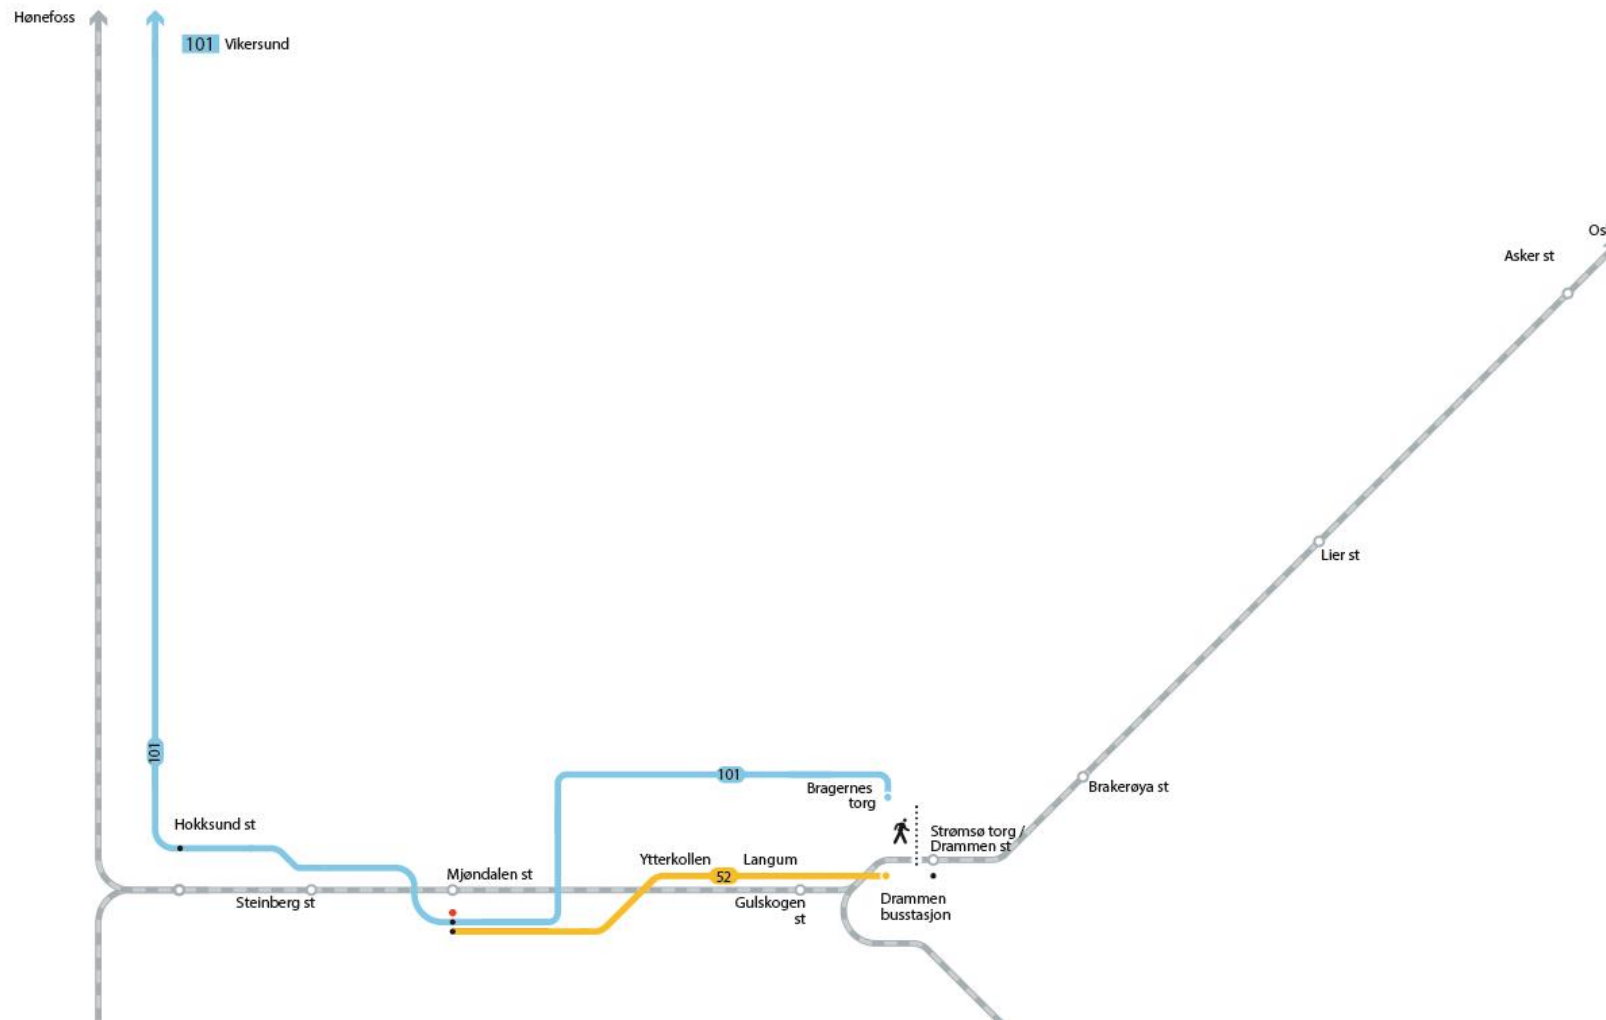 Hønefoss
101 Vikersund
Os
Asker st
Lier st
101
101
Bragernes
torg
Brakerøya st
Hokksund st
Strømsø torg /
Drammen st
Ytterkollen
52
Langum
Mjøndalen st
Steinberg st
Gulskogen
st
Drammen
busstasjon